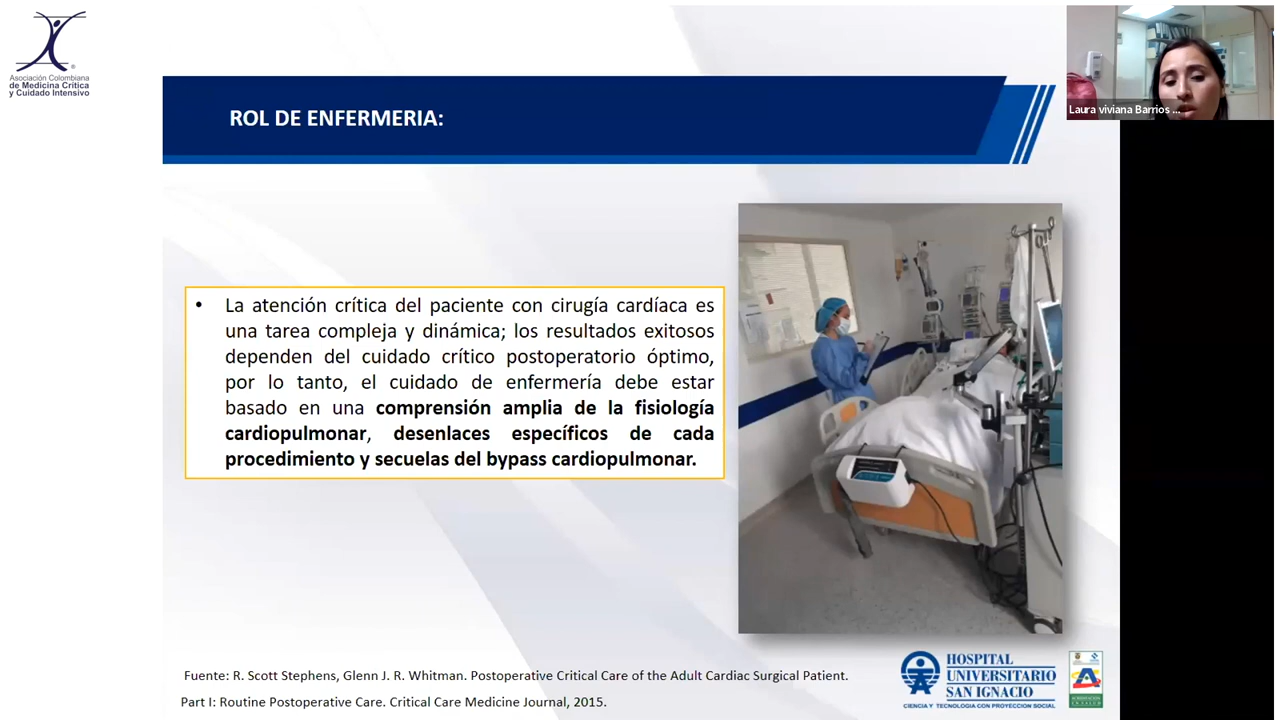 Asociación Colombiana
de Medicina Crítica
y Cuidado Intensivo
ROL DE ENFERMERIA:
Laura viviana Barrios ...
• La atención crítica del paciente con cirugía cardíaca es
una tarea compleja y dinámica; los resultados exitosos
dependen del cuidado crítico postoperatorio óptimo,
por lo tanto, el cuidado de enfermería debe estar
basado en una comprensión amplia de la fisiología
cardiopulmonar, desenlaces específicos de cada
procedimiento y secuelas del bypass cardiopulmonar.
Fuente: R. Scott Stephens, Glenn J. R. Whitman. Postoperative Critical Care of the Adult Cardiac Surgical Patient.
Part I: Routine Postoperative Care. Critical Care Medicine Journal, 2015.
HOSPITAL
UNIVERSITARIO
SAN IGNACIO
CIENCIA Y TECNOLOGIA CON PROYECCION SOCIAL